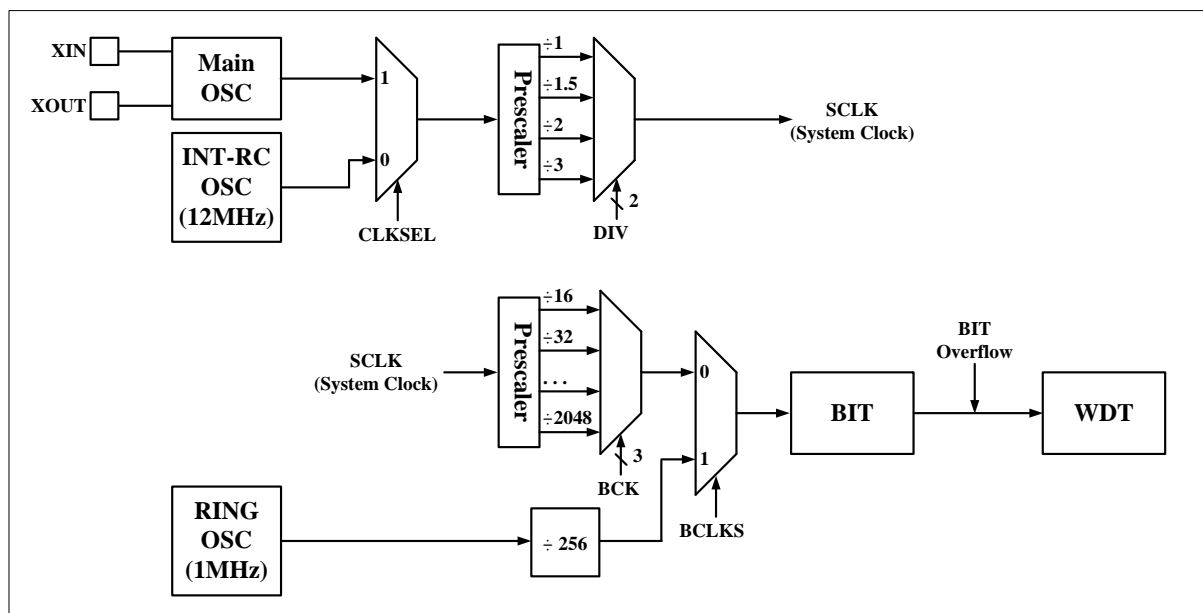 XIN
XOUT
Main
OSC
INT-RC
OSC
(12MHz)
1
0
CLKSEL
Prescaler
÷1
÷1.5
÷2
÷3
2
DIV
SCLK
(System Clock)
SCLK
(System Clock)
Prescaler
÷16
÷32
...
÷2048
3
BCK
0
1
BCLKS
BIT
BIT
Overflow
WDT
RING
OSC
(1MHz)
÷ 256